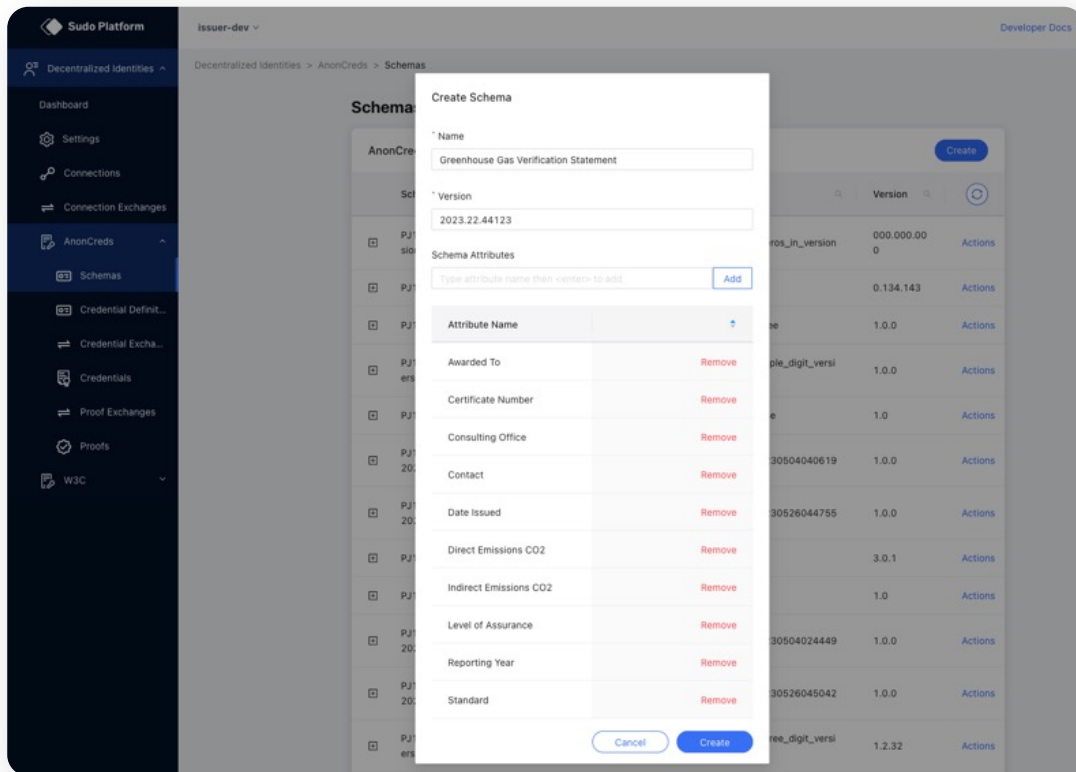 Sudo Platform
issuer-dev
Developer Docs
Decentralized Identities
Decentralized Identities > AnonCreds > Schemas
Dashboard
Settings
Connections
Connection Exchanges
AnonCreds
Schemas
Credential Definit...
Credential Excha...
Credentials
Proof Exchanges
Proofs
W3C
Create
Version
ros_in_version 000.000.00
0 Actions
0.134.143 Actions
1.0.0 Actions
ple_digit_versi
1.0.0 Actions
1.0 Actions
30504040619 1.0.0 Actions
30526044755 1.0.0 Actions
3.0.1 Actions
1.0 Actions
30504024449 1.0.0 Actions
30526045042 1.0.0 Actions
ree_digit_versi
1.2.32 Actions
Create Schema
* Name
Greenhouse Gas Verification Statement
* Version
2023.22.44123
Schema Attributes
Type attribute name then <enter> to add Add
Attribute Name
Awarded To Remove
Certificate Number Remove
Consulting Office Remove
Contact Remove
Date Issued Remove
Direct Emissions CO2 Remove
Indirect Emissions CO2 Remove
Level of Assurance Remove
Reporting Year Remove
Standard Remove
Cancel Create